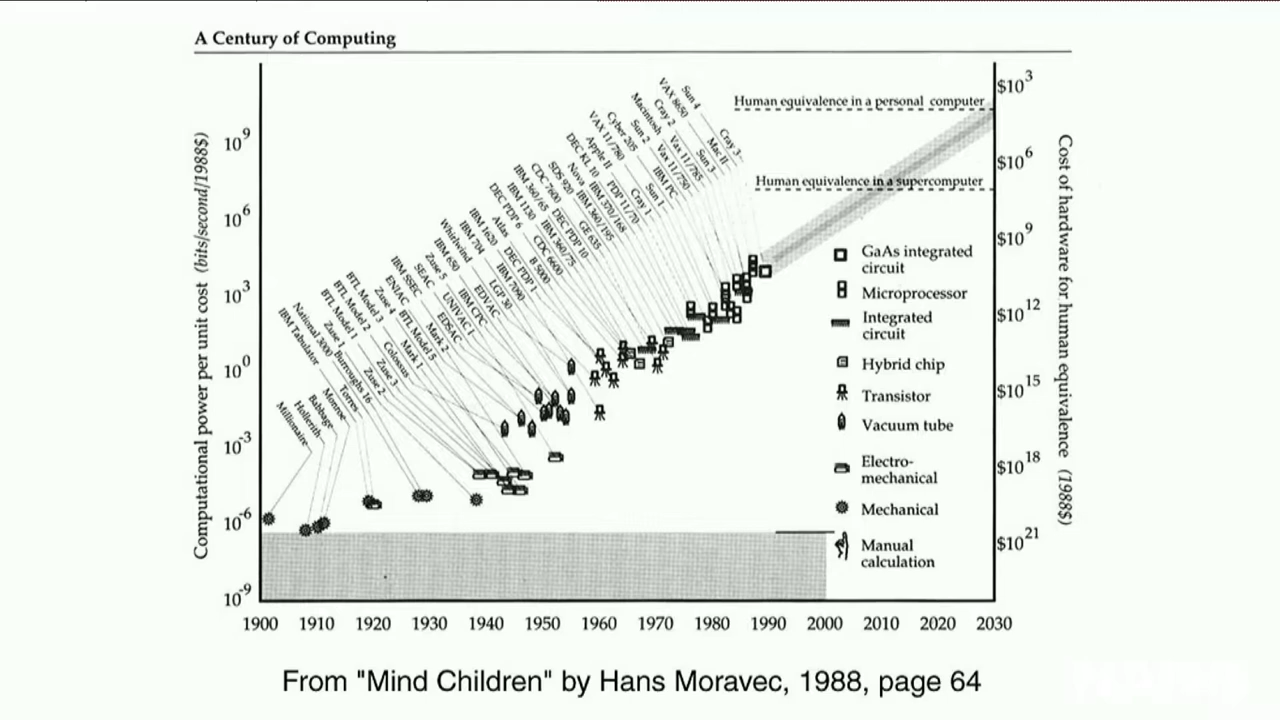 A Century of Computing
Computational power per unit cost (bits/second/1988$)
10^9
10^6
10^3
10^0
10^-3
10^-6
10^-9
Millionaire
Hollerith
Babbage
Monroe
IBM Tabulator
National 3000
Torres
Zuse 1
Burroughs 16
BTL Model 1
Zuse 2
BTL Model 2
Zuse 3
BTL Model 3
Colossus
Zuse 4
Mark 1
ENIAC
BTL Model 5
IBM SSEC
Mark 2
SEAC
EDSAC
Zuse 5
UNIVAC 1
IBM CPC
IBM 650
EDVAC
Whirlwind
LGP 30
IBM 704
IBM 7090
IBM 1620
DEC PDP 1
Atlas
B 5000
DEC PDP 6
CDC 6600
IBM 1130
IBM 360/75
IBM 360/65
DEC PDP 10
CDC 7600
GE 635
SDS 920
IBM 360/195
Nova
IBM 370/168
DEC KL 10
PDP 11/70
Apple II
Cray 1
VAX 11/780
Sun 1
Cyber 205
IBM PC
Sun 2
Vax 11/750
Macintosh
Sun 3
Cray 2
Vax 11/785
VAX 8650
Mac II
Sun 4
Cray 3
Human equivalence in a personal computer
Human equivalence in a supercomputer
GaAs integrated
circuit
Microprocessor
Integrated
circuit
Hybrid chip
Transistor
Vacuum tube
Electro-
mechanical
Mechanical
Manual
calculation
$10^3
$10^6
$10^9
$10^12
$10^15
$10^18
$10^21
Cost of hardware for human equivalence (1988$)
1900 1910 1920 1930 1940 1950 1960 1970 1980 1990 2000 2010 2020 2030
From "Mind Children" by Hans Moravec, 1988, page 64